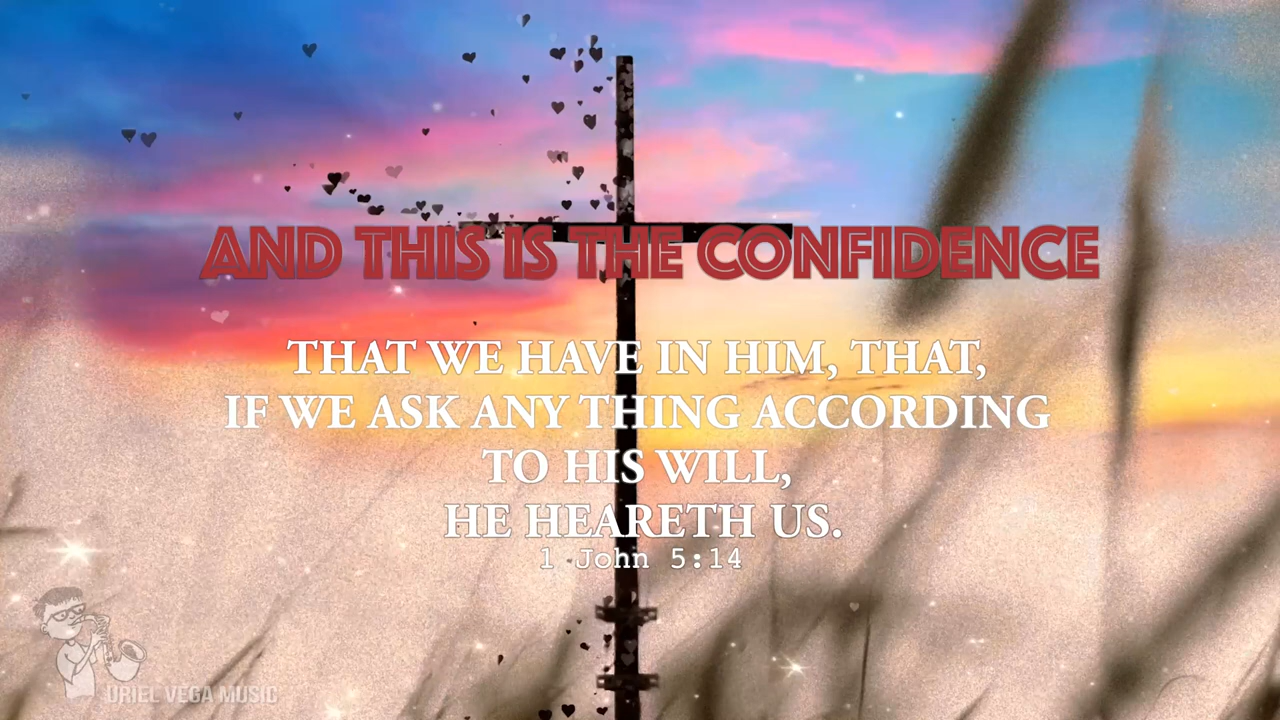 AND THIS IS THE CONFIDENCE
THAT WE HAVE IN HIM, THAT,
IF WE ASK ANY THING ACCORDING
TO HIS WILL,
HE HEARETH US.
1 John 5:14
URIEL VEGA MUSIC